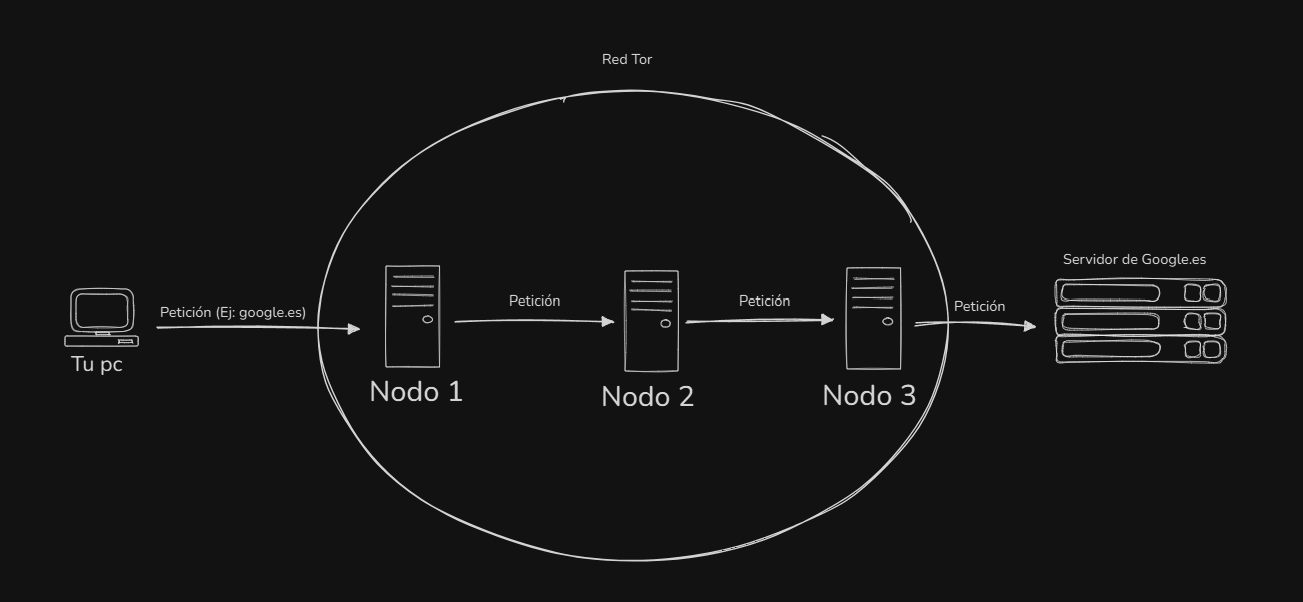 Red Tor
Servidor de Google.es
Petición (Ej: google.es)
Petición
Petición
Petición
Tu pc
Nodo 1
Nodo 2
Nodo 3